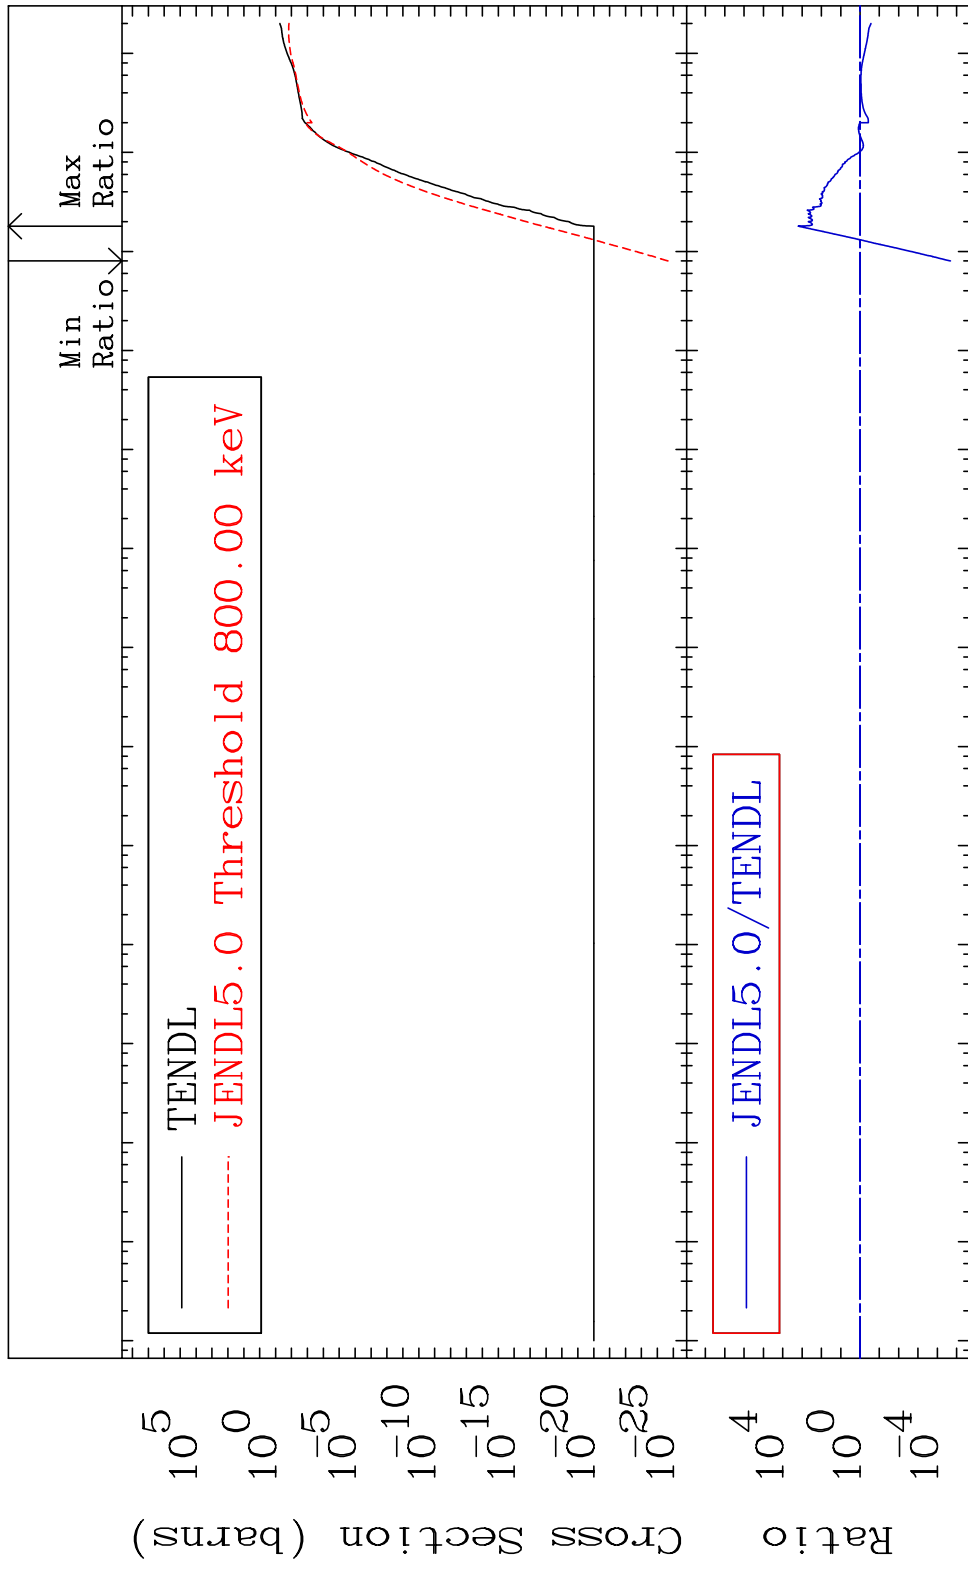 Min
Ratio
Max
Ratio
TENDL
JENDL5.0 Threshold 800.00 keV
10^5
10^0
10^-5
10^-10
10^-15
10^-20
10^-25
Cross Section (barns)
JENDL5.0/TENDL
10^4
10^0
10^-4
Ratio